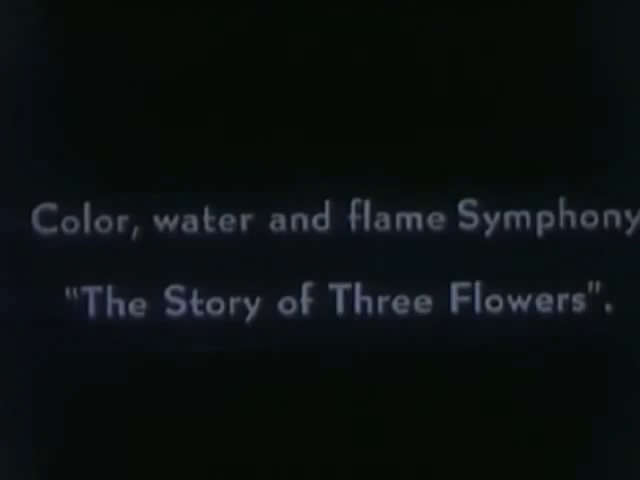 Color, water and flame Symphony
"The Story of Three Flowers".